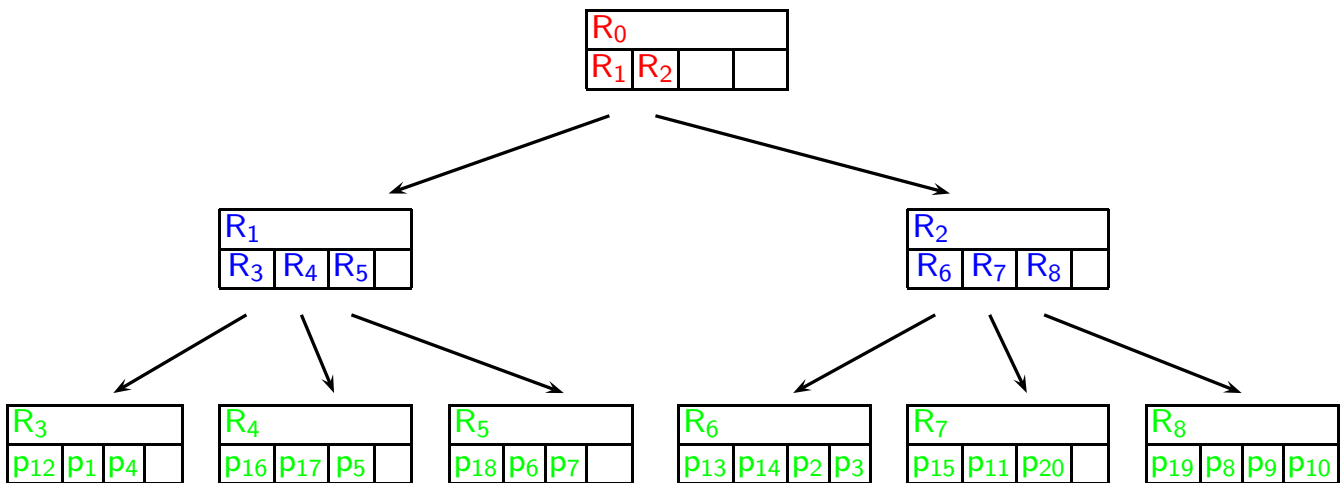 R₀
R₁ R₂
R₁ R₂
R₃ R₄ R₅ R₆ R₇ R₈
R₃ R₄ R₅ R₆ R₇ R₈
p₁₂ p₁ p₄ p₁₆ p₁₇ p₅ p₁₈ p₆ p₇ p₁₃ p₁₄ p₂ p₃ p₁₅ p₁₁ p₂₀ p₁₉ p₈ p₉ p₁₀